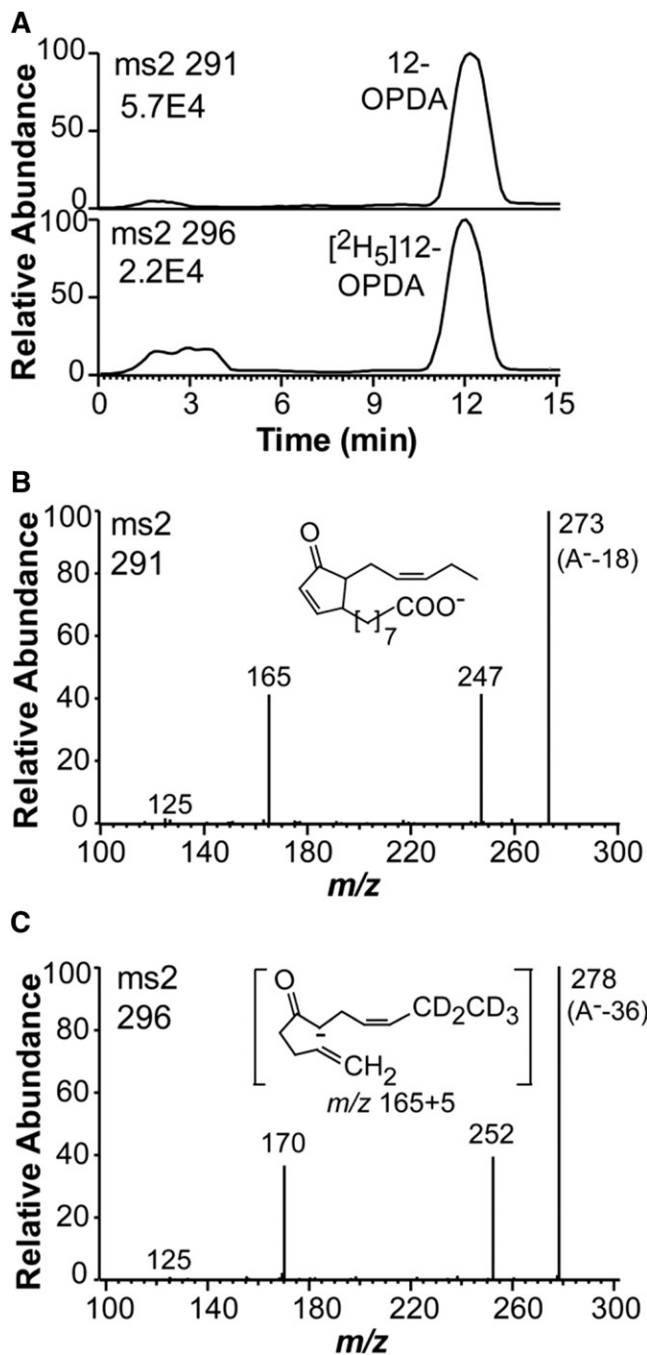 A
Relative Abundance
100
50
0
ms2 291
5.7E4
12-
OPDA
100
50
0
ms2 296
2.2E4
[²H₅]12-
OPDA
0 3 6 9 12 15
Time (min)
B
Relative Abundance
100
80
60
40
20
0
ms2
291
O
COO⁻
[ ]₇
273
(A⁻-18)
165
247
125
100 140 180 220 260 300
m/z
C
Relative Abundance
100
80
60
40
20
0
ms2
296
O
CD₂CD₃
-
CH₂
m/z 165+5
278
(A⁻-36)
170
252
125
100 140 180 220 260 300
m/z